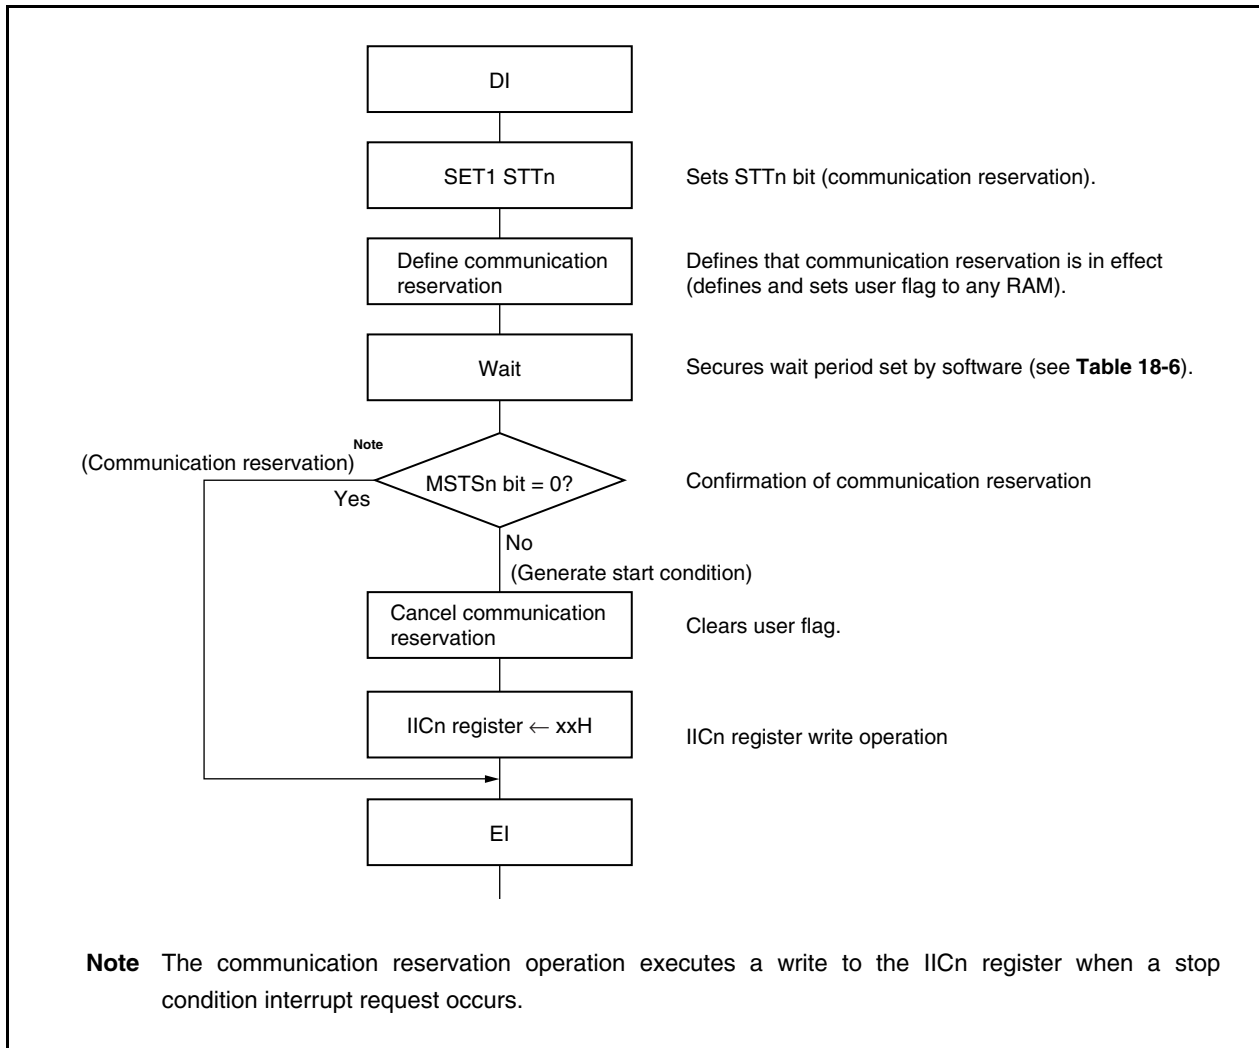 DI
SET1 STTn
Sets STTn bit (communication reservation).
Define communication
reservation
Defines that communication reservation is in effect
(defines and sets user flag to any RAM).
Wait
Secures wait period set by software (see Table 18-6).
(Communication reservation)Note
MSTSn bit = 0?
Confirmation of communication reservation
Yes
No
(Generate start condition)
Cancel communication
reservation
Clears user flag.
IICn register ← xxH
IICn register write operation
EI
Note The communication reservation operation executes a write to the IICn register when a stop
condition interrupt request occurs.